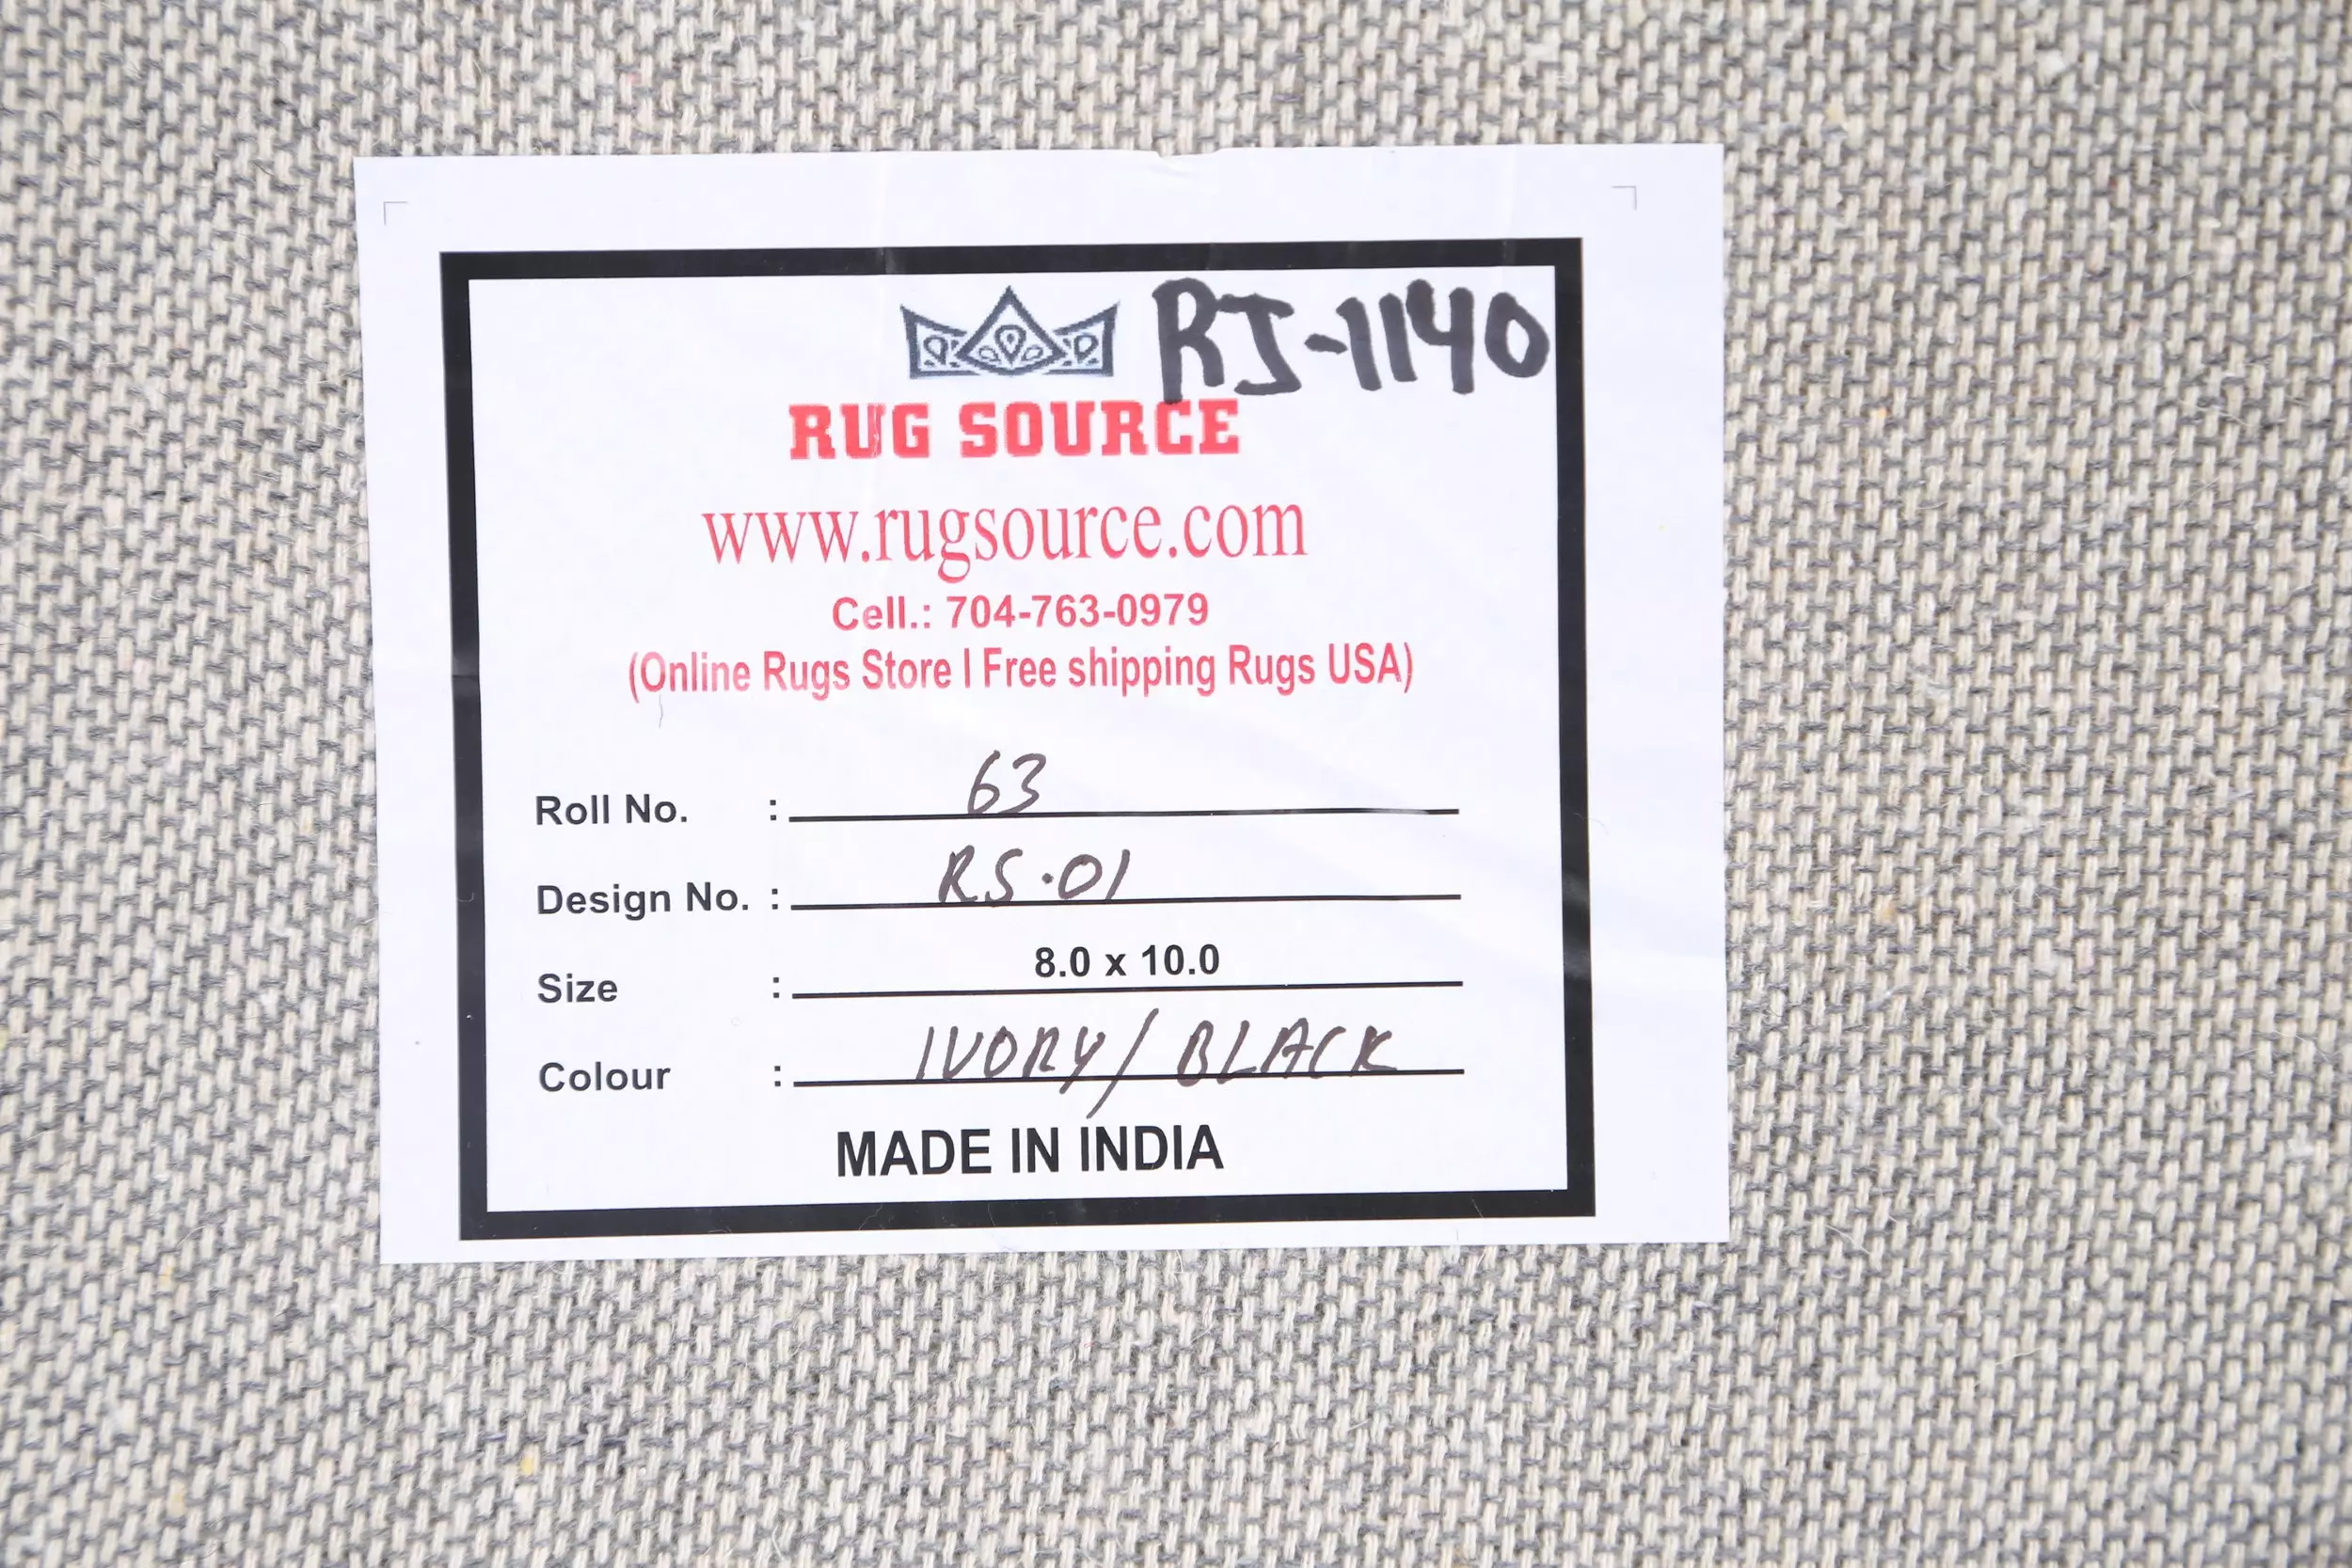 RJ-1140
RUG SOURCE
www.rugsource.com
Cell.: 704-763-0979
(Online Rugs Store I Free shipping Rugs USA)
Roll No. : 63
Design No. : RS-01
Size : 8.0 x 10.0
Colour : IVORY/BLACK
MADE IN INDIA